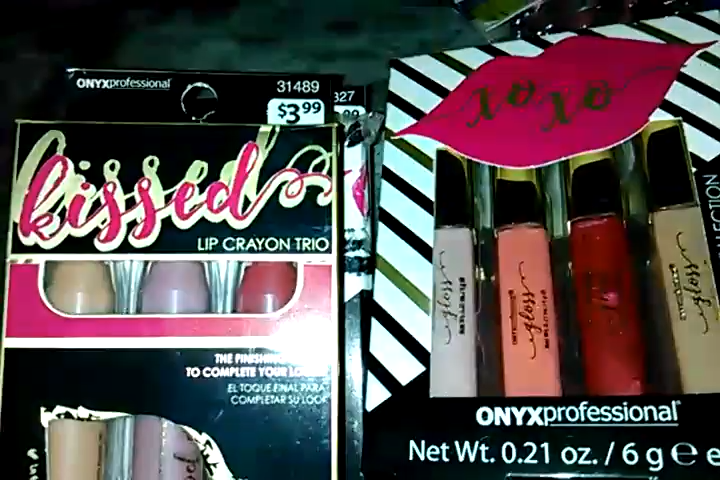 ONYXprofessional
31489
$3.99
kissed
LIP CRAYON TRIO
THE FINISHING
TO COMPLETE YOUR
EL TOQUE FINAL PARA
COMPLETAR SU LOOK
327
xoxo
gloss
gloss
gloss
ONYXprofessional
Net Wt. 0.21 oz. / 6 g e